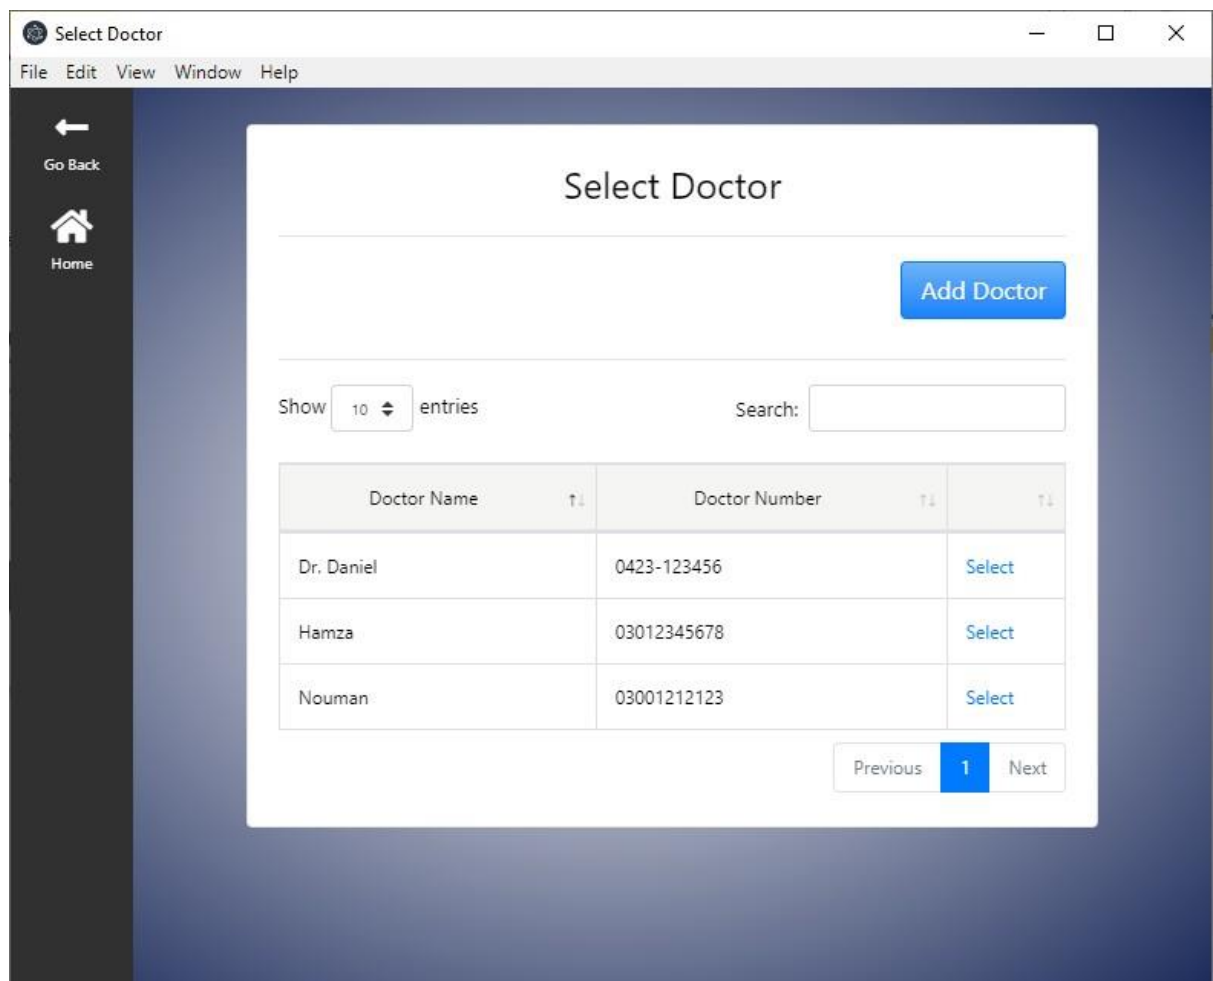 Select Doctor
File Edit View Window Help
Go Back
Home
Select Doctor
Add Doctor
Show 10 entries
Search:
Doctor Name Doctor Number
Dr. Daniel 0423-123456 Select
Hamza 03012345678 Select
Nouman 03001212123 Select
Previous 1 Next